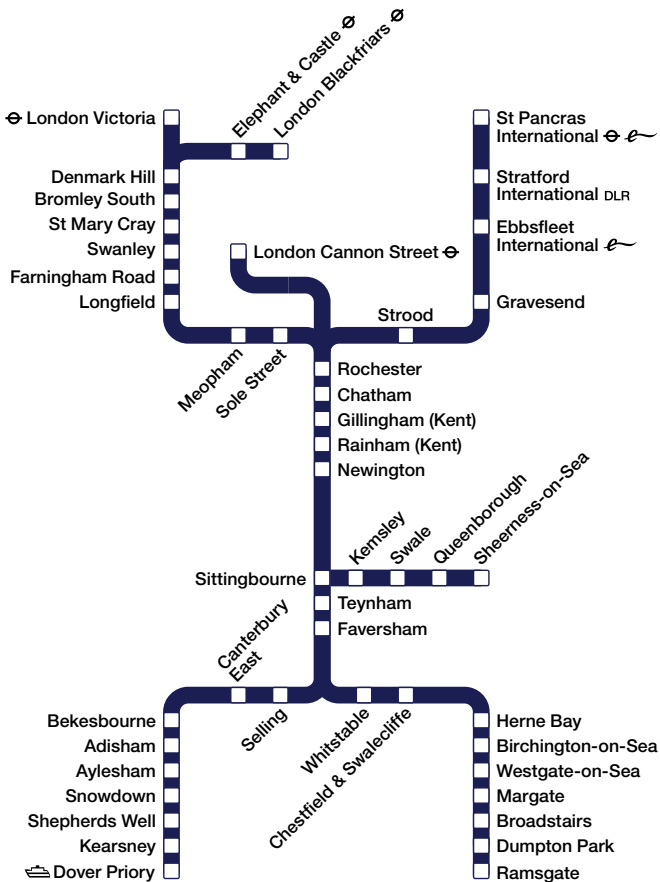 Elephant & Castle
London Blackfriars
London Victoria
St Pancras
International
Denmark Hill
Stratford
International DLR
Bromley South
St Mary Cray
Ebbsfleet
International
Swanley
London Cannon Street
Farningham Road
Longfield
Gravesend
Strood
Meopham
Sole Street
Rochester
Chatham
Gillingham (Kent)
Rainham (Kent)
Newington
Kemsley
Swale
Queenborough
Sheerness-on-Sea
Sittingbourne
Teynham
Faversham
Canterbury
East
Selling
Whitstable
Chestfield & Swalecliffe
Bekesbourne
Adisham
Aylesham
Snowdown
Shepherds Well
Kearsney
Dover Priory
Herne Bay
Birchington-on-Sea
Westgate-on-Sea
Margate
Broadstairs
Dumpton Park
Ramsgate